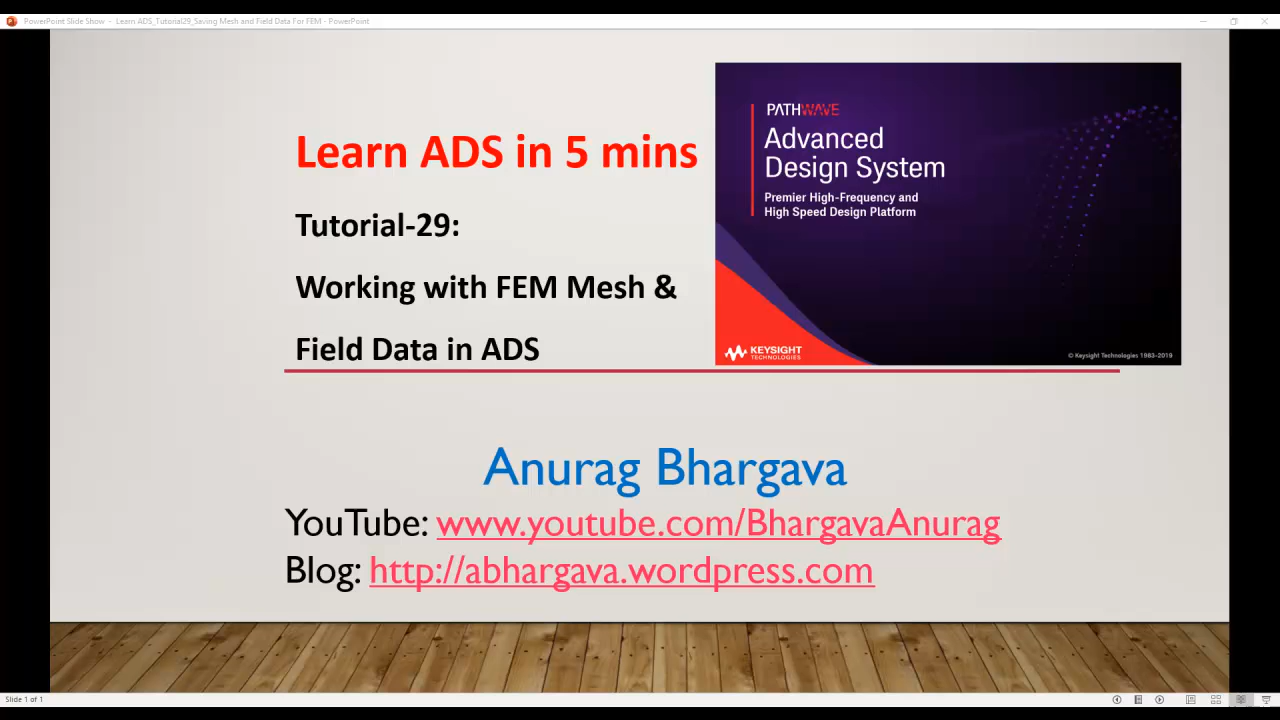 PowerPoint Slide Show - Learn ADS_Tutorial29_Saving Mesh and Field Data For FEM - PowerPoint
Learn ADS in 5 mins
Tutorial-29:
Working with FEM Mesh &
Field Data in ADS
PATHWAVE
Advanced
Design System
Premier High-Frequency and
High Speed Design Platform
KEYSIGHT
TECHNOLOGIES
© Keysight Technologies 1983-2019
Anurag Bhargava
YouTube: www.youtube.com/BhargavaAnurag
Blog: http://abhargava.wordpress.com
Slide 1 of 1